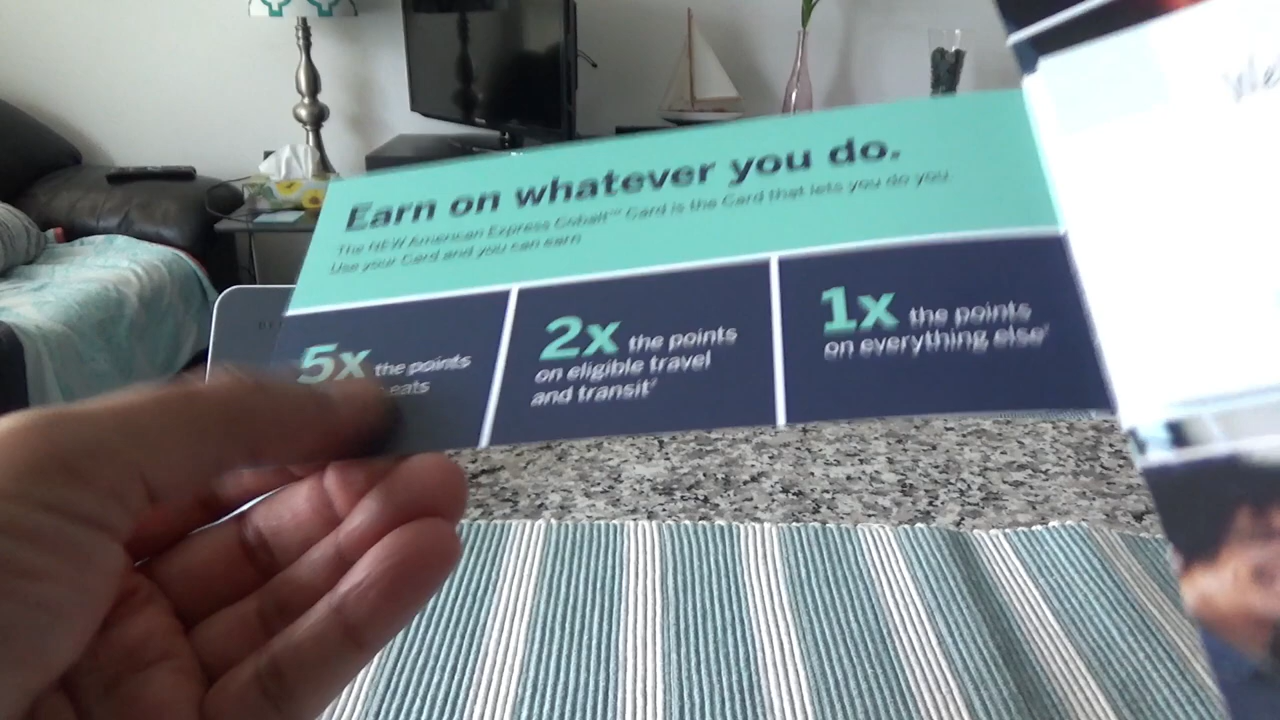 Earn on whatever you do.
The NEW American Express Cobalt™ Card is the Card that lets you do you.
Use your Card and you can earn
5x the points
eats
2x the points
on eligible travel
and transit
1x the points
on everything else